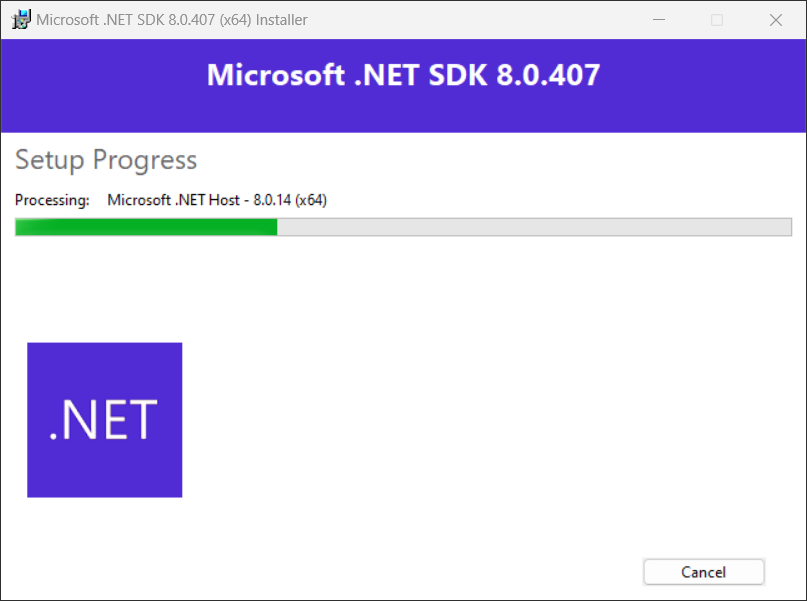 Microsoft .NET SDK 8.0.407 (x64) Installer
Microsoft .NET SDK 8.0.407
Setup Progress
Processing: Microsoft .NET Host - 8.0.14 (x64)
.NET
Cancel